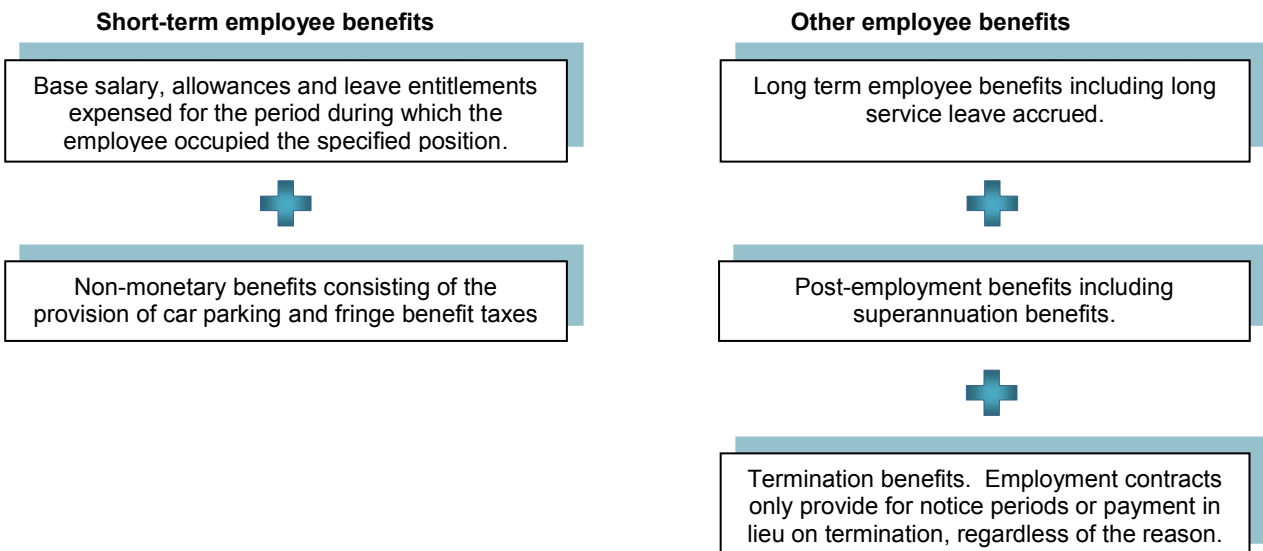 Short-term employee benefits
Base salary, allowances and leave entitlements
expensed for the period during which the
employee occupied the specified position.
Non-monetary benefits consisting of the
provision of car parking and fringe benefit taxes
Other employee benefits
Long term employee benefits including long
service leave accrued.
Post-employment benefits including
superannuation benefits.
Termination benefits.  Employment contracts
only provide for notice periods or payment in
lieu on termination, regardless of the reason.